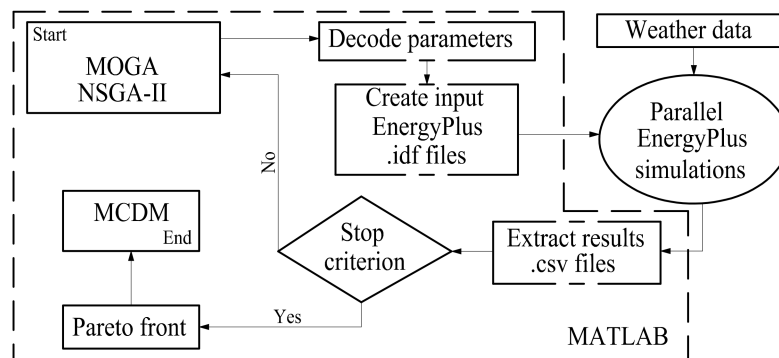 Start
MOGA
NSGA-II
Decode parameters
Create input
EnergyPlus
.idf files
Weather data
Parallel
EnergyPlus
simulations
Extract results
.csv files
Stop
criterion
No
Yes
Pareto front
MCDM
End
MATLAB